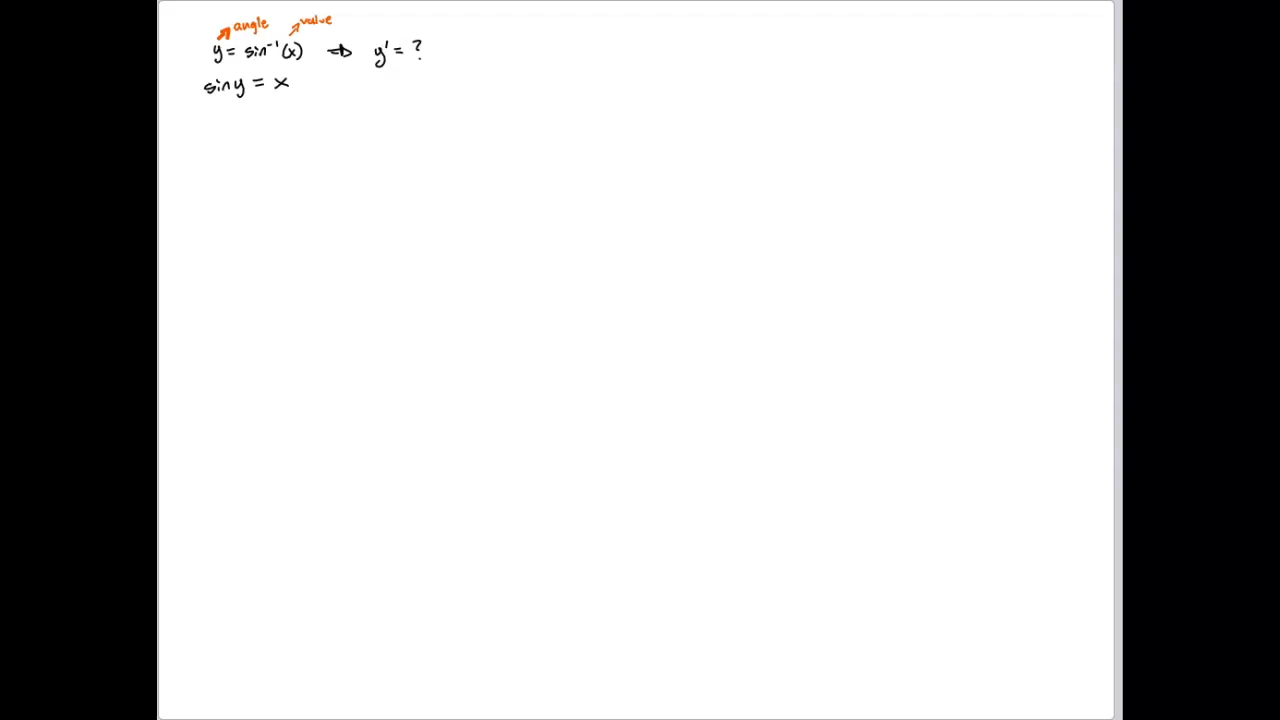 angle value
y = sin⁻¹(x) ⇒ y' = ?
sin y = x